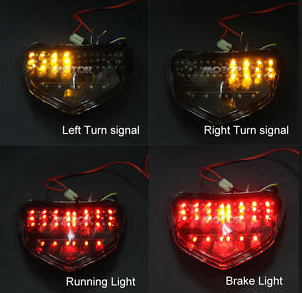 Left Turn signal
Right Turn signal
Running Light
Brake Light